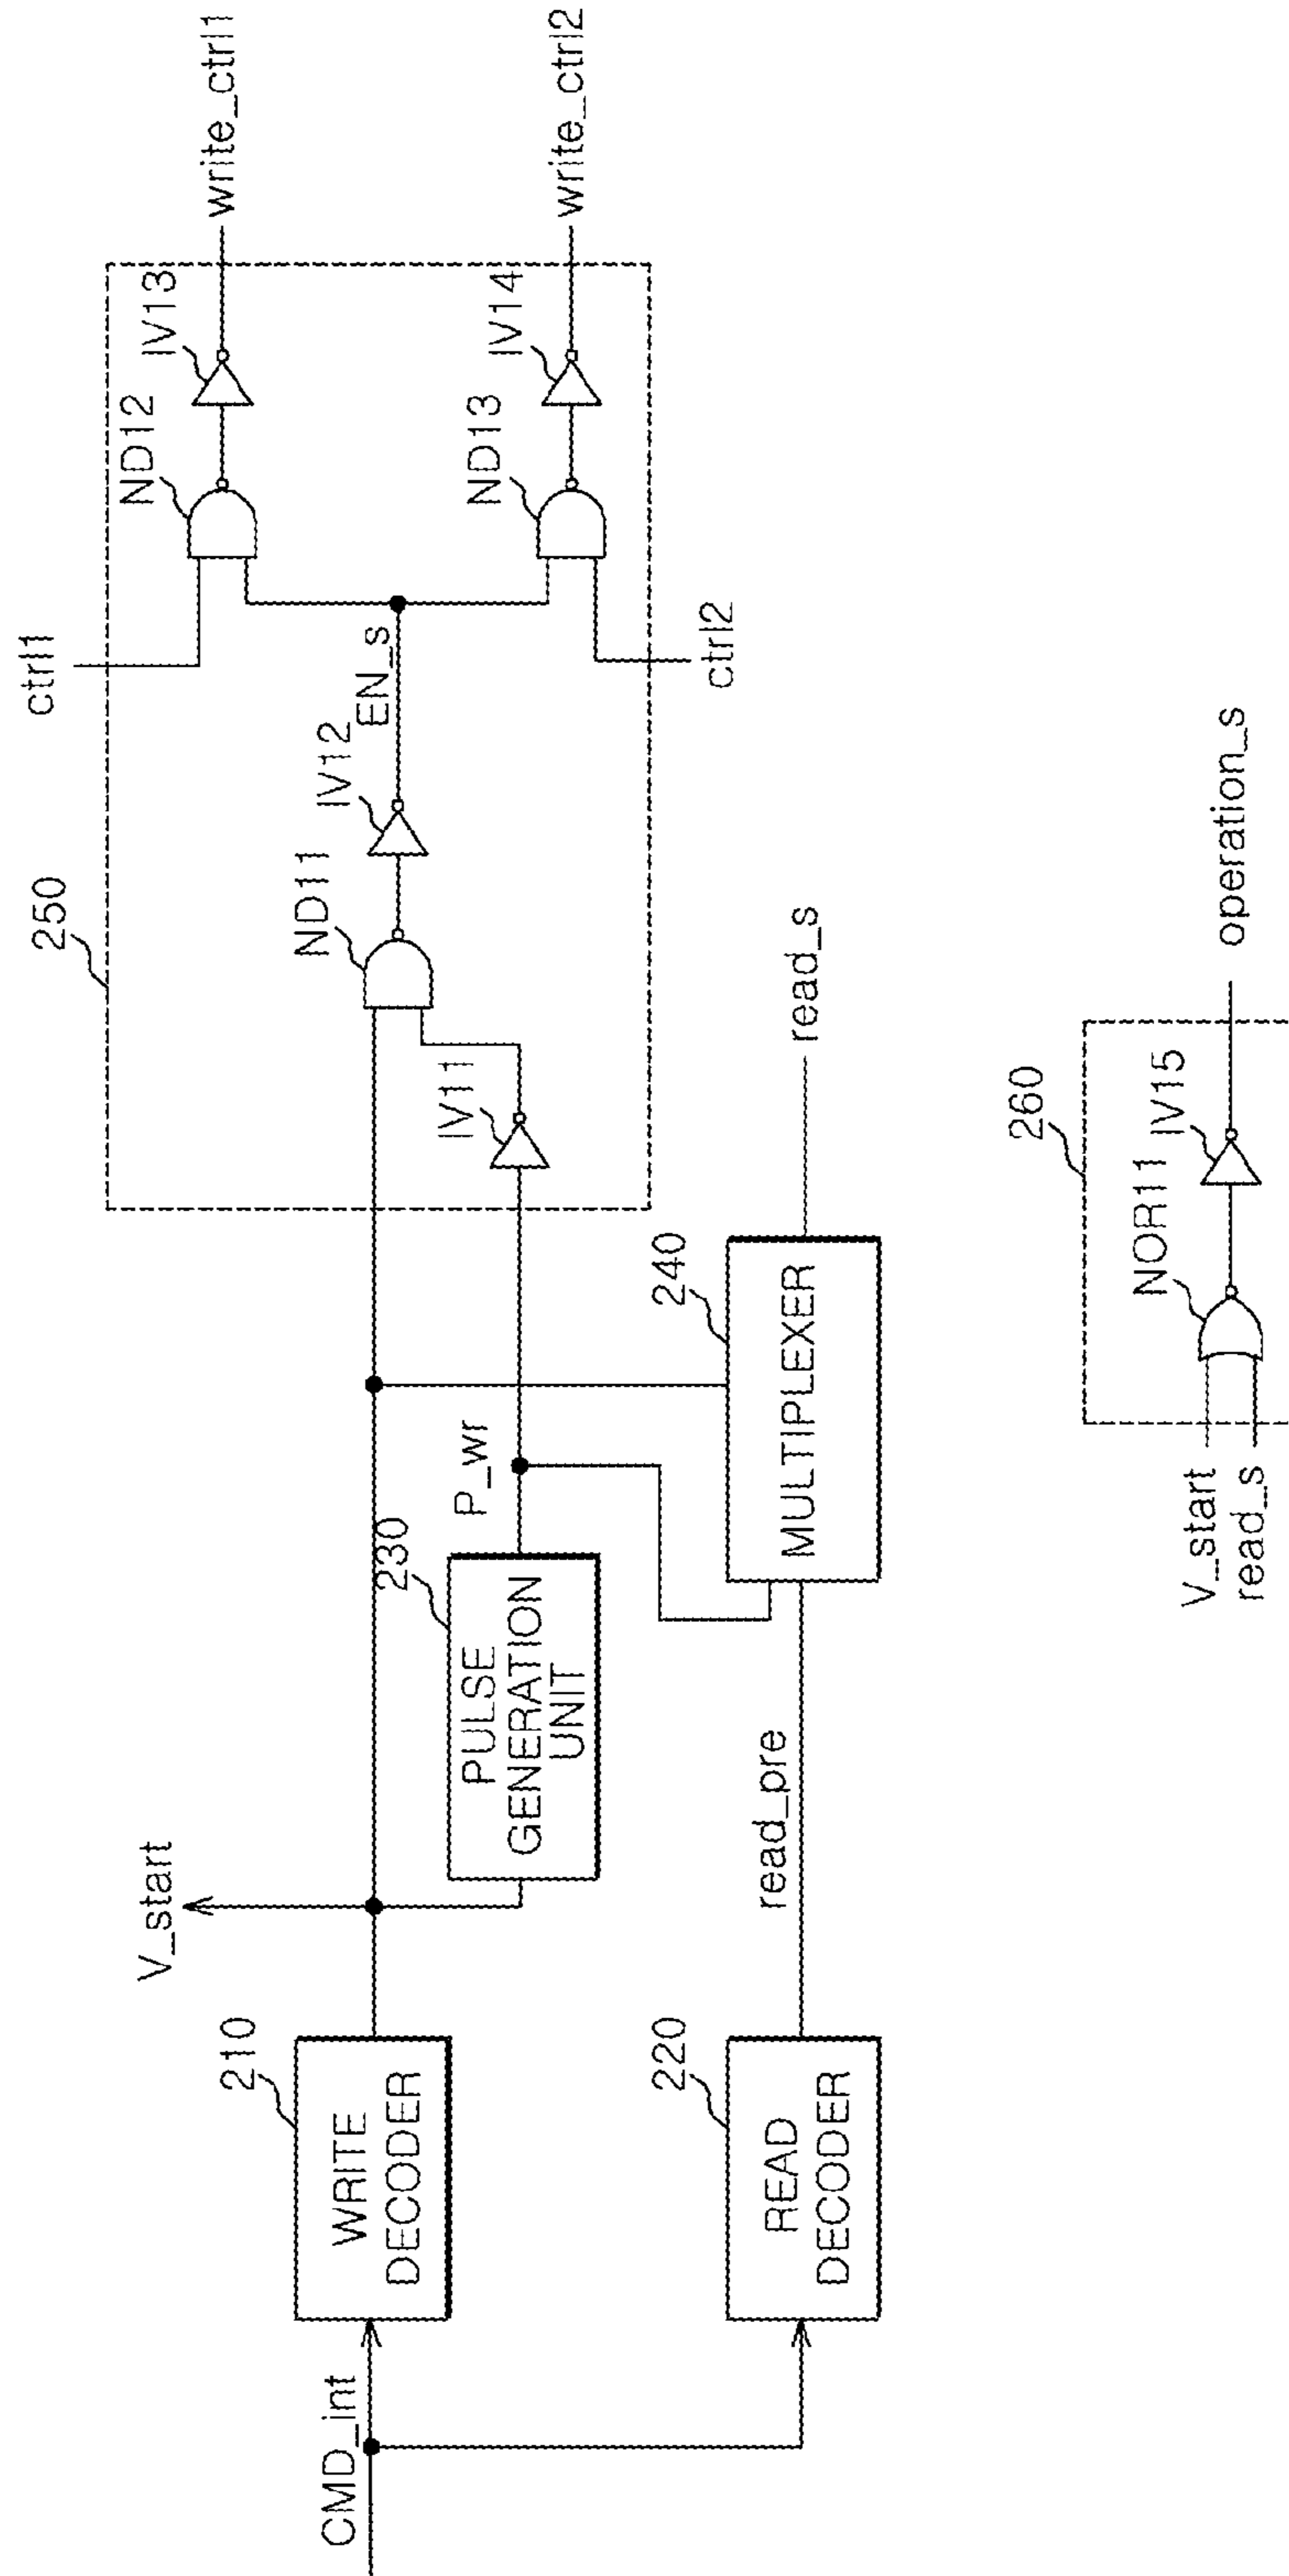 CMD_int
210
WRITE
DECODER
V_start
220
READ
DECODER
read_pre
230
PULSE
GENERATION
UNIT
P_wr
240
MULTIPLEXER
read_s
250
IV11
ND11
IV12
EN_s
ctrl1
ctrl2
ND12
IV13
write_ctrl1
ND13
IV14
write_ctrl2
260
V_start
read_s
NOR11
IV15
operation_s